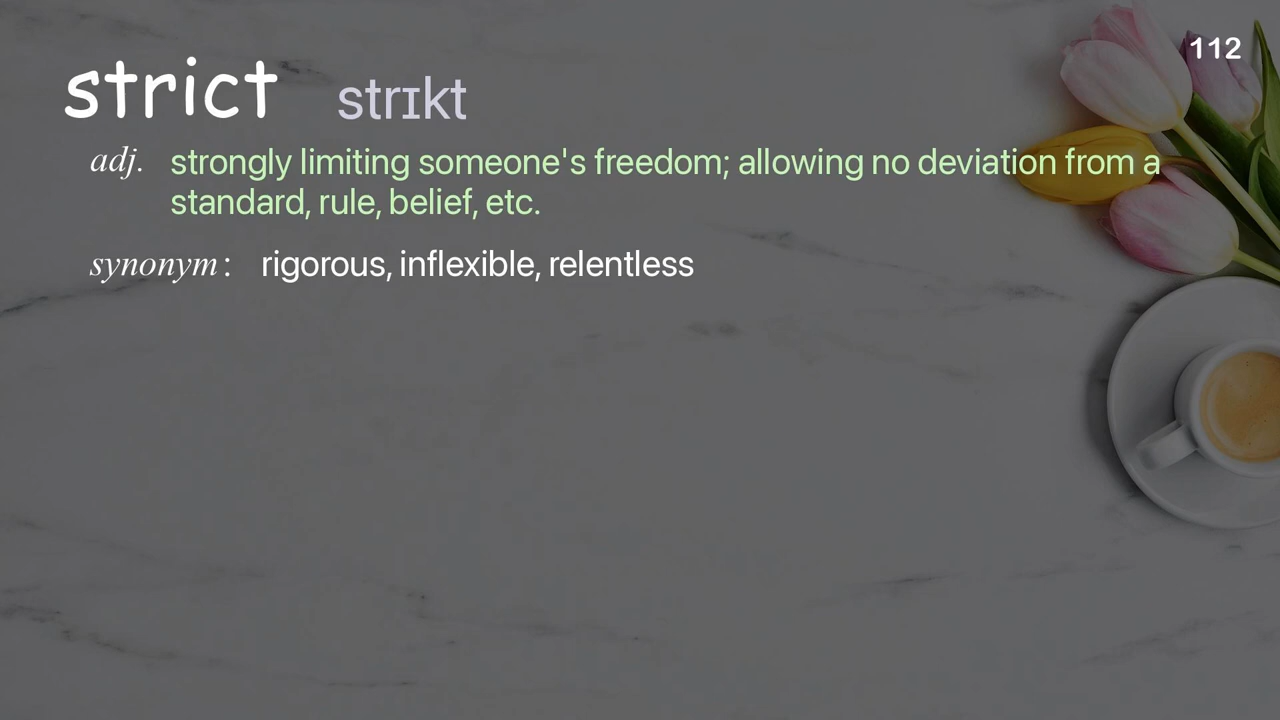 112
strict strɪkt
adj. strongly limiting someone's freedom; allowing no deviation from a
standard, rule, belief, etc.
synonym : rigorous, inflexible, relentless